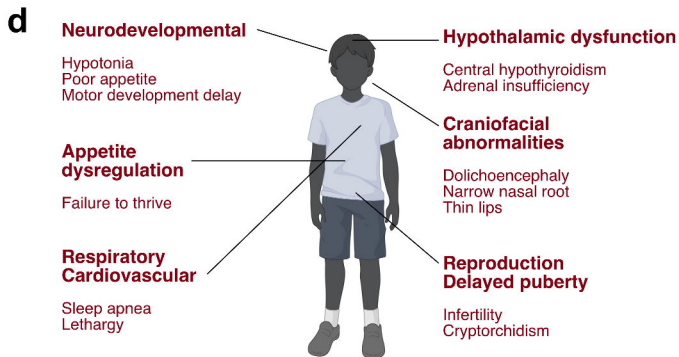 d
Neurodevelopmental
Hypotonia
Poor appetite
Motor development delay
Appetite
dysregulation
Failure to thrive
Respiratory
Cardiovascular
Sleep apnea
Lethargy
Hypothalamic dysfunction
Central hypothyroidism
Adrenal insufficiency
Craniofacial
abnormalities
Dolichoencephaly
Narrow nasal root
Thin lips
Reproduction
Delayed puberty
Infertility
Cryptorchidism